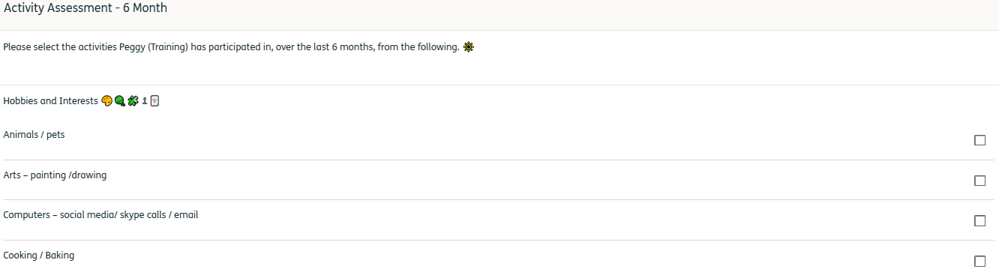 Activity Assessment - 6 Month
Please select the activities Peggy (Training) has participated in, over the last 6 months, from the following.
Hobbies and Interests
Animals / pets
Arts – painting /drawing
Computers – social media/ skype calls / email
Cooking / Baking